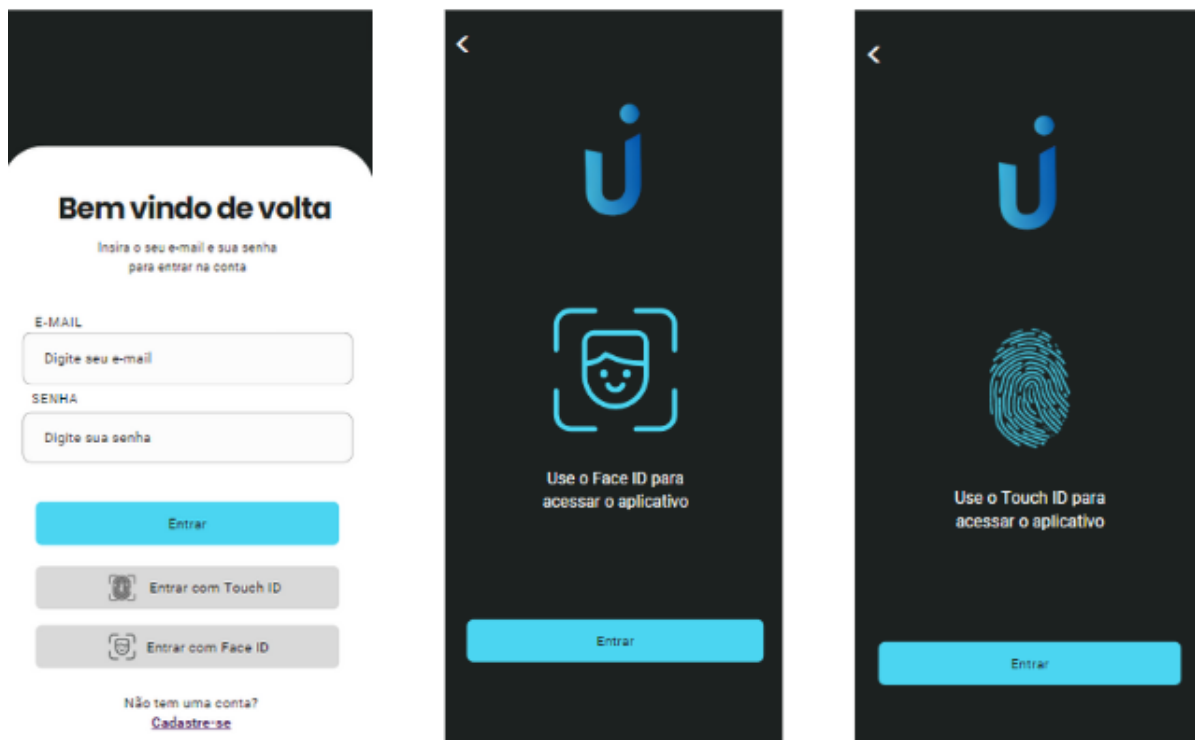 Bem vindo de volta
Insira o seu e-mail e sua senha
para entrar na conta
E-MAIL
Digite seu e-mail
SENHA
Digite sua senha
Entrar
Entrar com Touch ID
Entrar com Face ID
Não tem uma conta?
Cadastre-se
Use o Face ID para
acessar o aplicativo
Entrar
Use o Touch ID para
acessar o aplicativo
Entrar